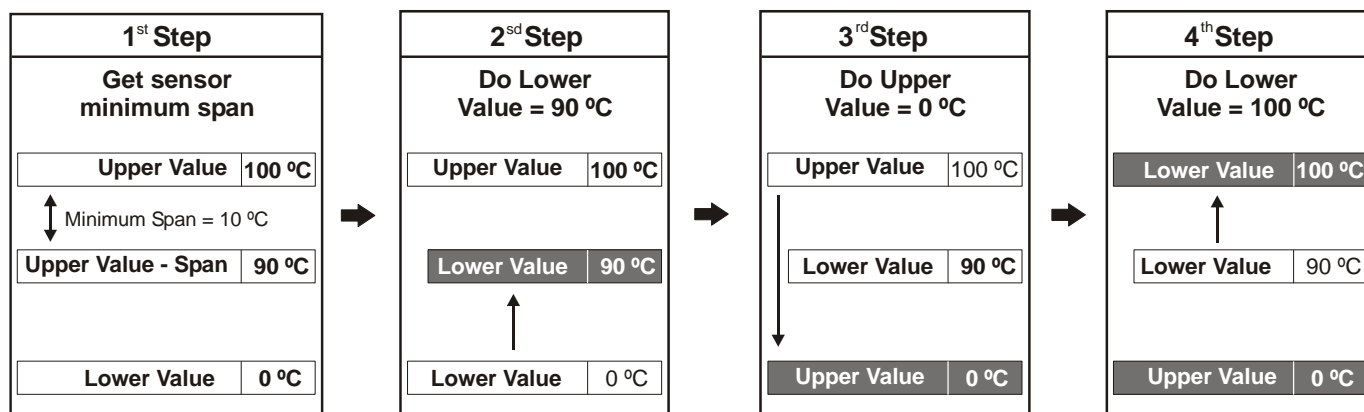 1st Step
Get sensor
minimum span
Upper Value 100 ºC
Minimum Span = 10 ºC
Upper Value - Span 90 ºC
Lower Value 0 ºC
2sd Step
Do Lower
Value = 90 ºC
Upper Value 100 ºC
Lower Value 90 ºC
Lower Value 0 ºC
3rd Step
Do Upper
Value = 0 ºC
Upper Value 100 ºC
Lower Value 90 ºC
Upper Value 0 ºC
4th Step
Do Lower
Value = 100 ºC
Lower Value 100 ºC
Lower Value 90 ºC
Upper Value 0 ºC